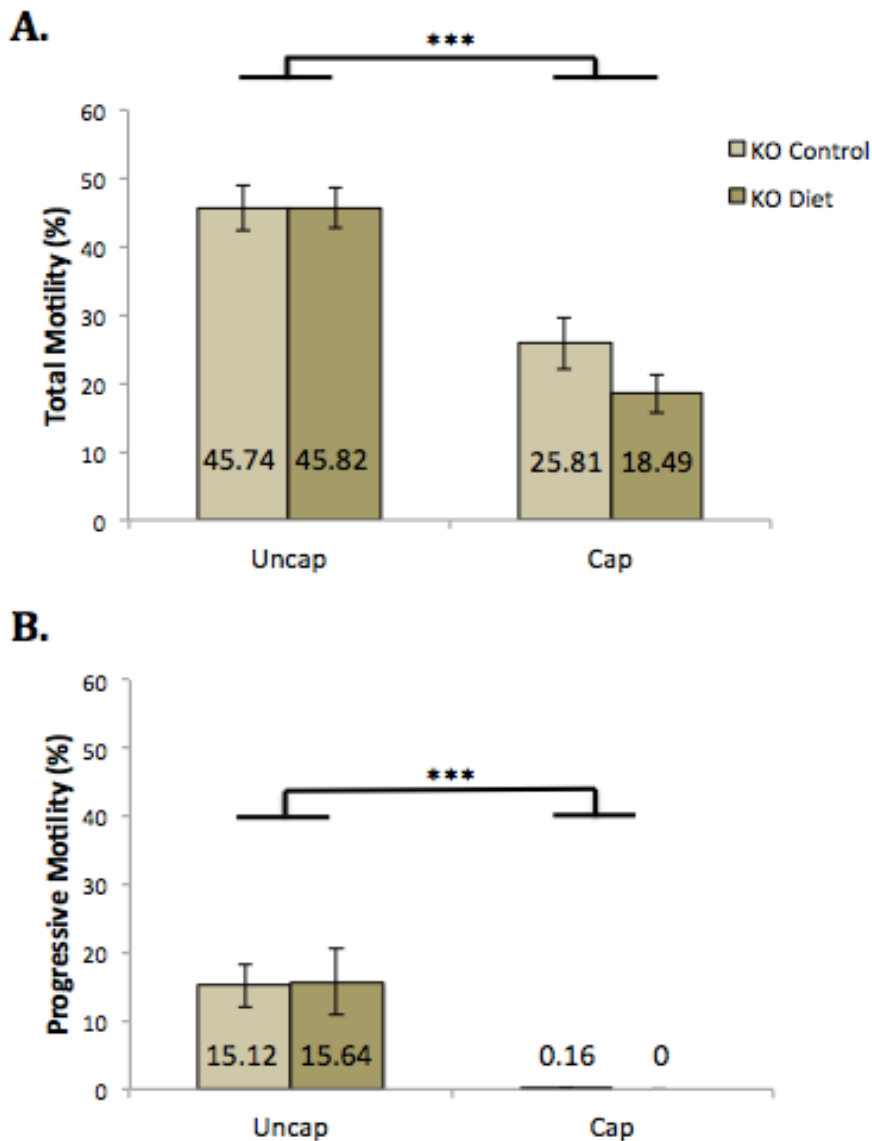 A.
***
60
50
40
30
20
10
0
Total Motility (%)
KO Control
KO Diet
45.74
45.82
25.81
18.49
Uncap
Cap
B.
60
50
40
30
20
10
0
Progressive Motility (%)
***
15.12
15.64
0.16
0
Uncap
Cap